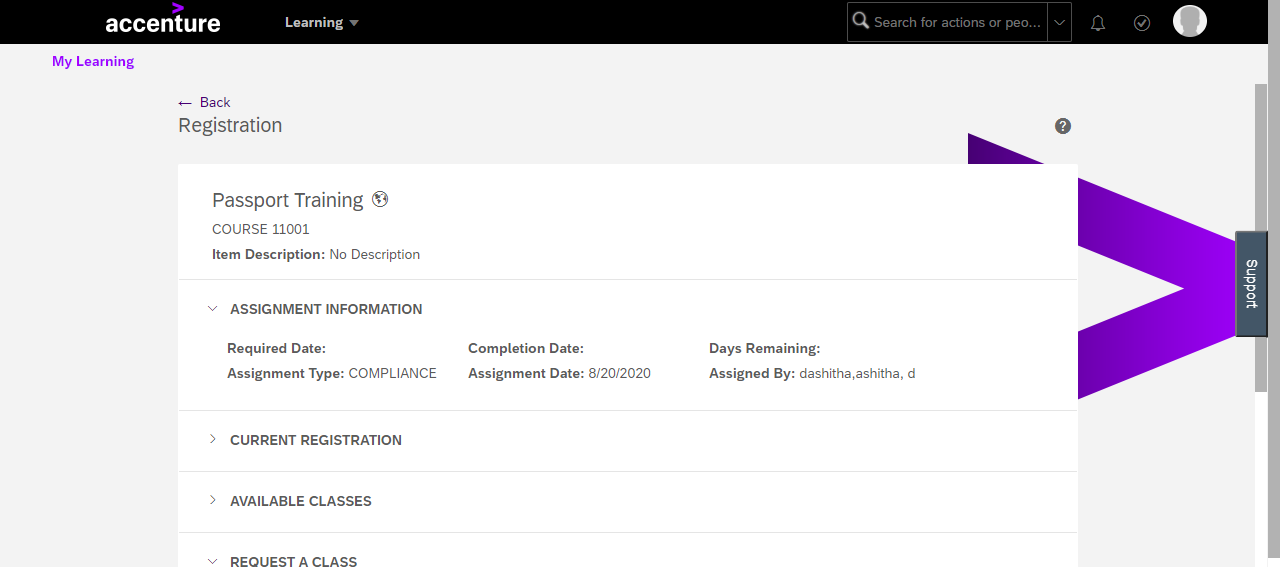 accenture
Learning
Search for actions or peo...
My Learning
← Back
Registration
?
Passport Training
COURSE 11001
Item Description: No Description
Support
ASSIGNMENT INFORMATION
Required Date: Completion Date: Days Remaining:
Assignment Type: COMPLIANCE Assignment Date: 8/20/2020 Assigned By: dashitha,ashitha, d
CURRENT REGISTRATION
AVAILABLE CLASSES
REQUEST A CLASS